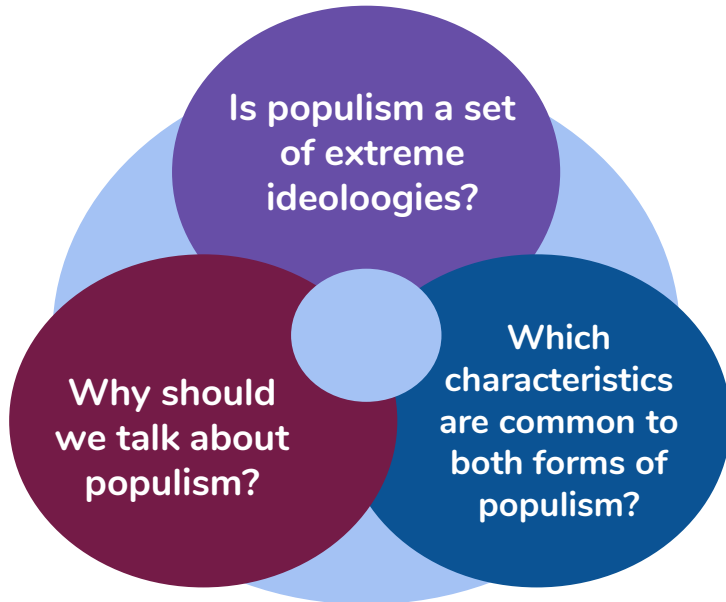 Is populism a set
of extreme
ideoloogies?
Why should
we talk about
populism?
Which
characteristics
are common to
both forms of
populism?